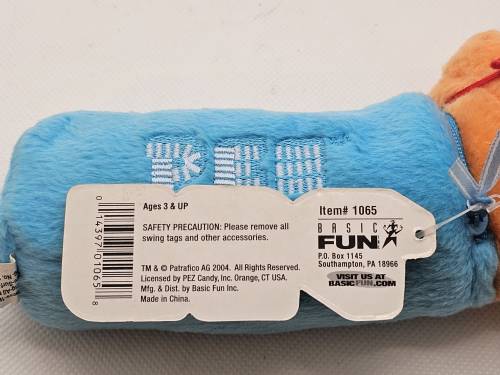 PEZ
Ages 3 & UP
SAFETY PRECAUTION: Please remove all
swing tags and other accessories.
TM & © Patrafico AG 2004. All Rights Reserved.
Licensed by PEZ Candy, Inc. Orange, CT USA.
Mfg. & Dist. by Basic Fun Inc.
Made in China.
0 14397 01065 8
Item# 1065
BASIC
FUN
P.O. Box 1145
Southampton, PA 18966
VISIT US AT
BASICFUN.COM